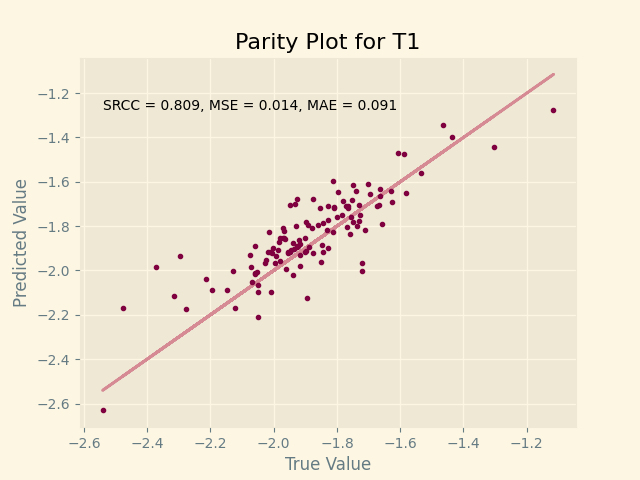 Parity Plot for T1
SRCC = 0.809, MSE = 0.014, MAE = 0.091
Predicted Value
−1.2
−1.4
−1.6
−1.8
−2.0
−2.2
−2.4
−2.6
−2.6 −2.4 −2.2 −2.0 −1.8 −1.6 −1.4 −1.2
True Value